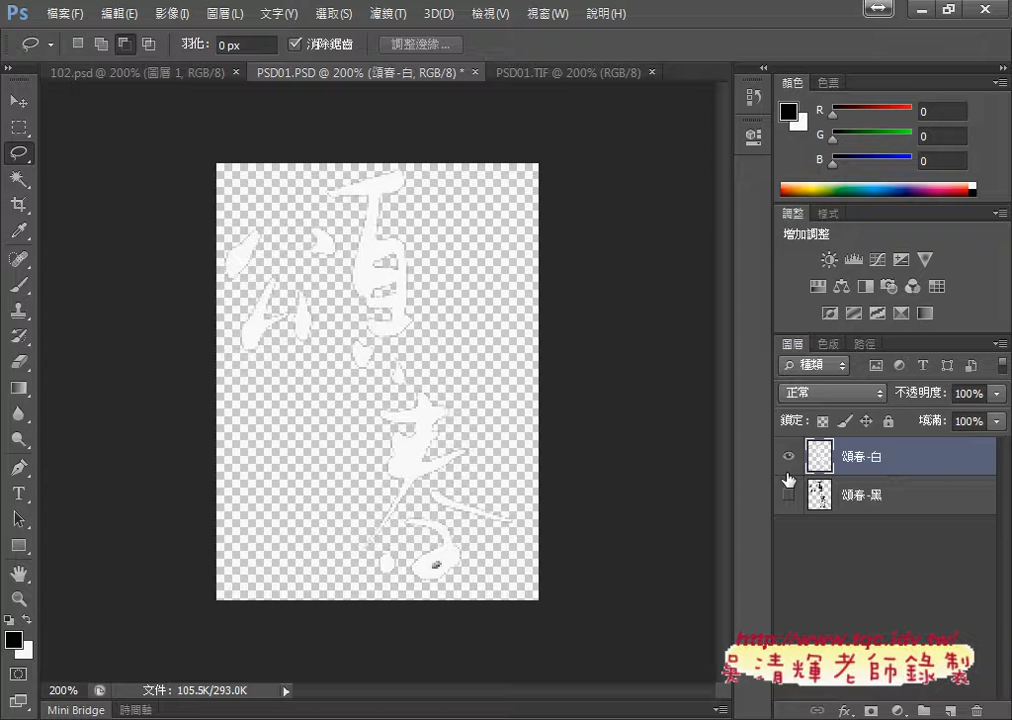 Ps 檔案(F) 編輯(E) 影像(I) 圖層(L) 文字(Y) 選取(S) 濾鏡(T) 3D(D) 檢視(V) 視窗(W) 說明(H)
羽化: 0 px 消除鋸齒 調整邊緣...
102.psd @ 200% (圖層 1, RGB/8) × PSD01.PSD @ 200% (頌春-白, RGB/8) * × PSD01.TIF @ 200% (RGB/8) ×
顏色 色票
R 0
G 0
B 0
調整 樣式
增加調整
圖層 色版 路徑
種類
正常 不透明度: 100%
鎖定: 填滿: 100%
頌春-白
頌春-黑
頌春
http://www.tqc.idv.tw/
吳清輝老師錄製
200% 文件: 105.5K/293.0K
Mini Bridge 時間軸